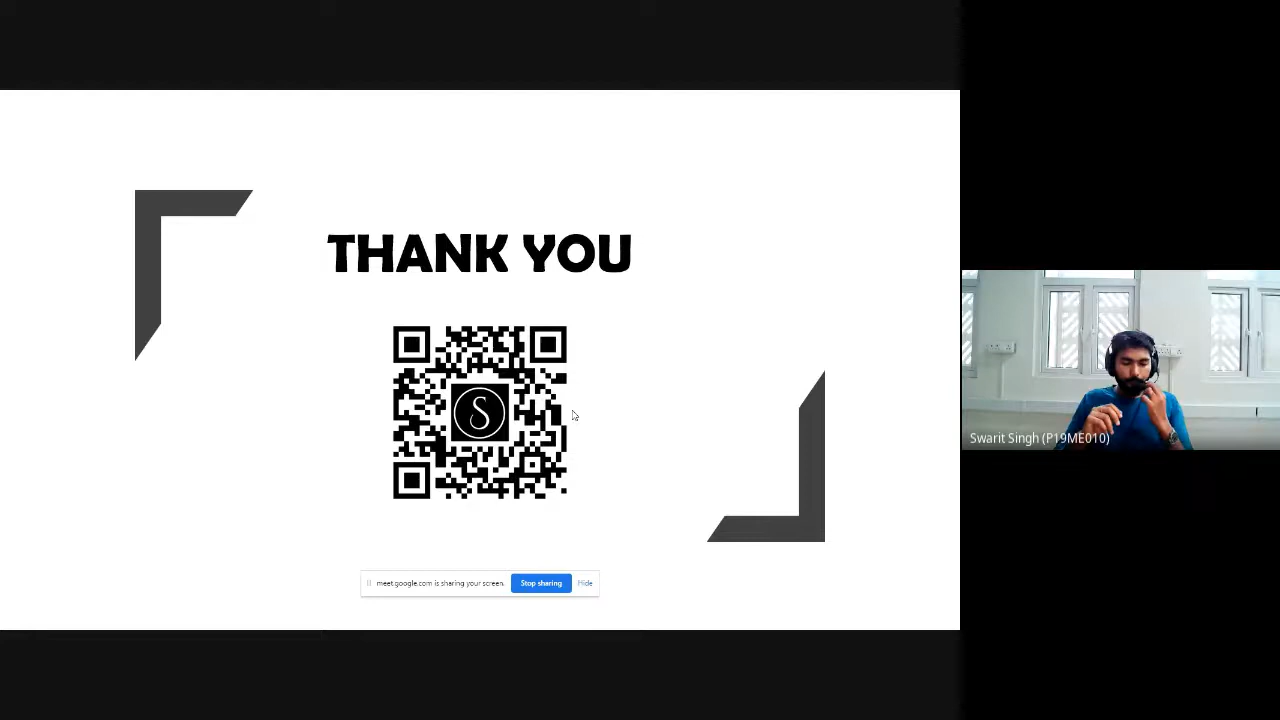 THANK YOU
S
meet.google.com is sharing your screen.
Stop sharing
Hide
Swarit Singh (P19ME010)